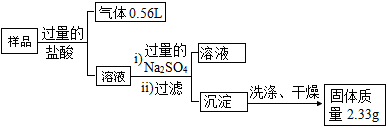 样品
过量的
盐酸
气体0.56L
溶液
i)过量的
Na₂SO₄
ii)过滤
溶液
沉淀
洗涤、干燥
固体质
量2.33g